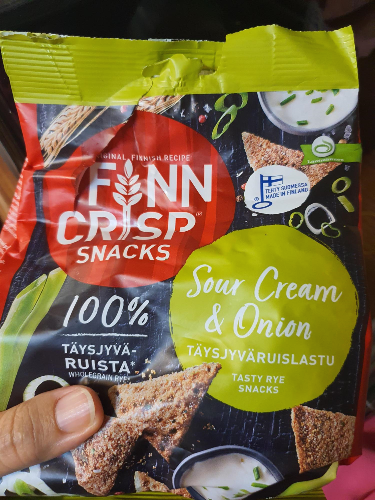 ORIGINAL FINNISH RECIPE
FINN
CRISP
SNACKS
TEHTY SUOMESSA
MADE IN FINLAND
100%
TÄYSJYVÄ-
RUISTA
WHOLEGRAIN RYE
Sour Cream
& Onion
TÄYSJYVÄRUISLASTU
TASTY RYE
SNACKS